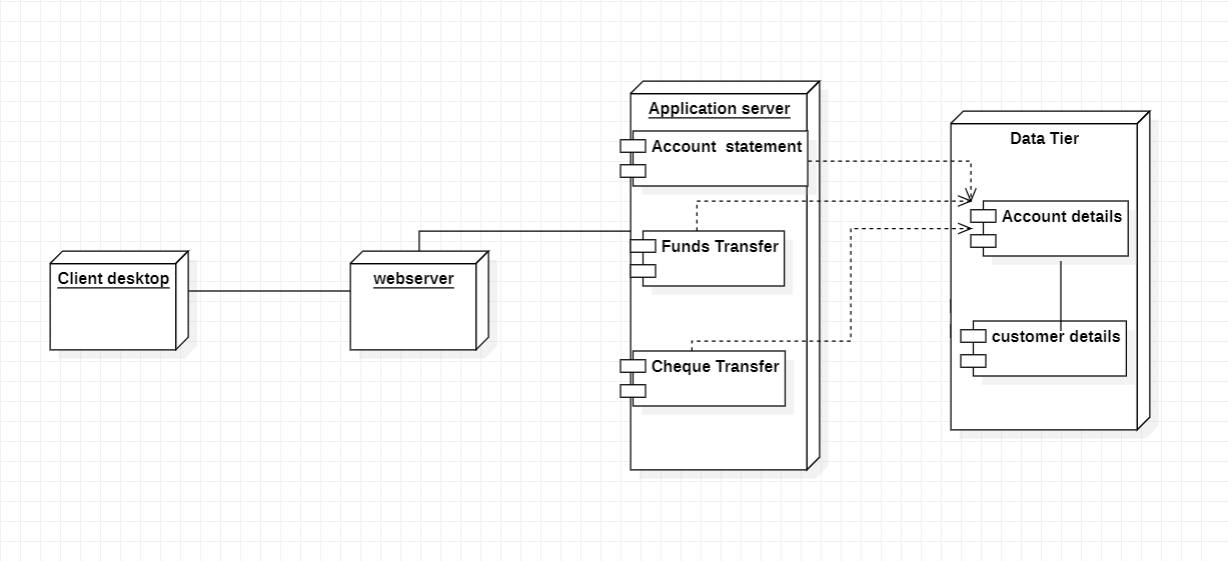 Client desktop
webserver
Application server
Account  statement
Funds Transfer
Cheque Transfer
Data Tier
Account details
customer details